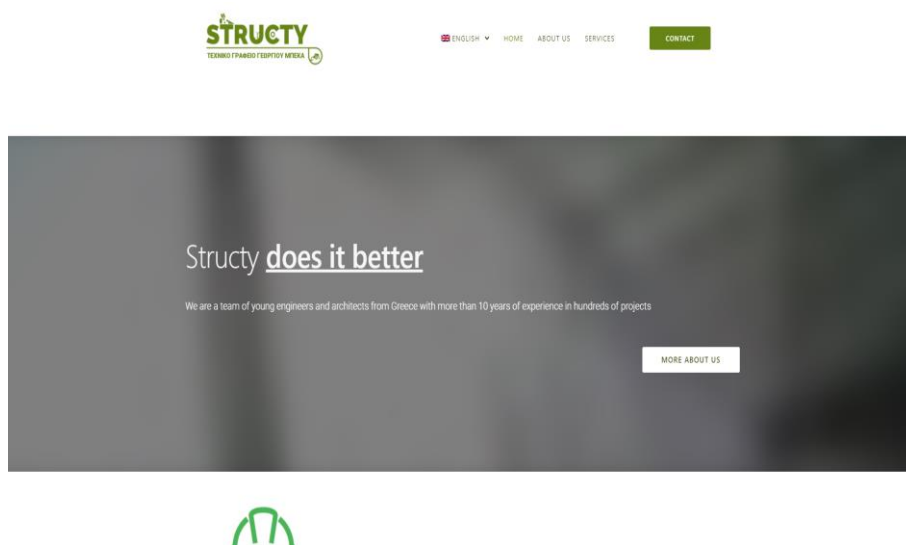 STRUCTY
ΤΕΧΝΙΚΟ ΓΡΑΦΕΙΟ ΓΕΩΡΓΙΟΥ ΜΠΕΚΑ
ENGLISH HOME ABOUT US SERVICES CONTACT
Structy does it better
We are a team of young engineers and architects from Greece with more than 10 years of experience in hundreds of projects
MORE ABOUT US